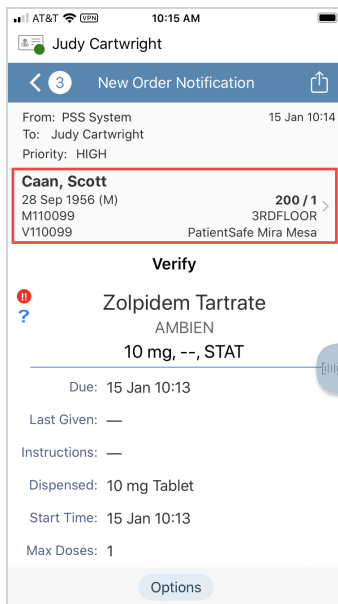 AT&T VPN 10:15 AM
Judy Cartwright
3 New Order Notification
From: PSS System 15 Jan 10:14
To: Judy Cartwright
Priority: HIGH
Caan, Scott
28 Sep 1956 (M) 200 / 1
M110099 3RDFLOOR
V110099 PatientSafe Mira Mesa
Verify
!! Zolpidem Tartrate
? AMBIEN
10 mg, --, STAT
Due: 15 Jan 10:13
Last Given: —
Instructions: —
Dispensed: 10 mg Tablet
Start Time: 15 Jan 10:13
Max Doses: 1
Options